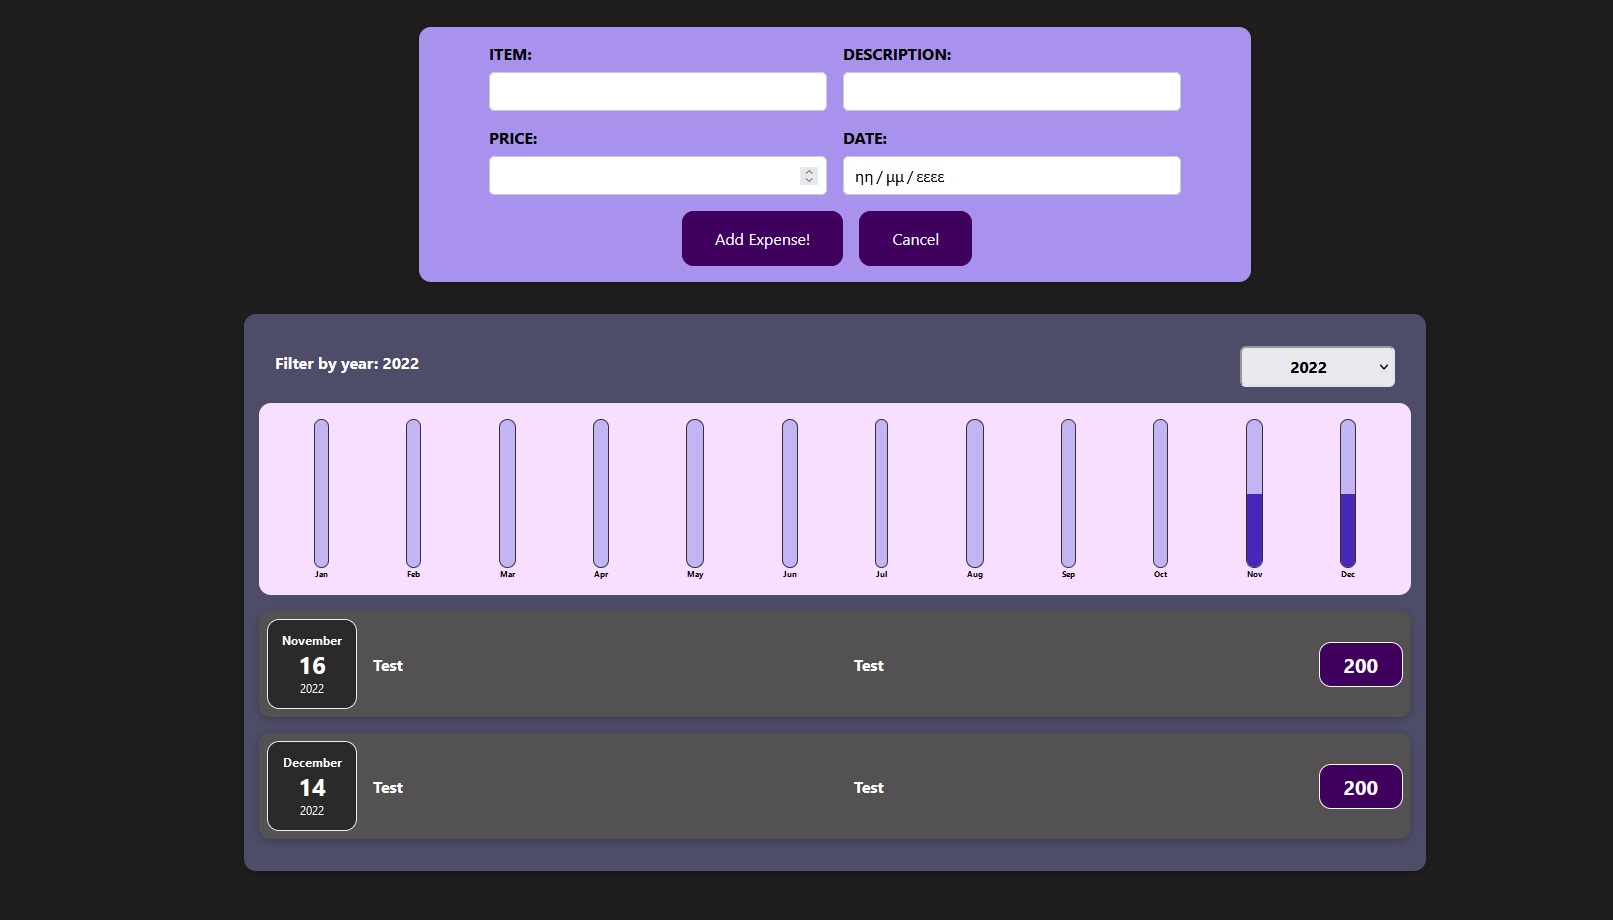 ITEM: DESCRIPTION:
PRICE: DATE:
ηη / μμ / εεεε
Add Expense! Cancel
Filter by year: 2022 2022
Jan Feb Mar Apr May Jun Jul Aug Sep Oct Nov Dec
November
16
2022
Test Test 200
December
14
2022
Test Test 200